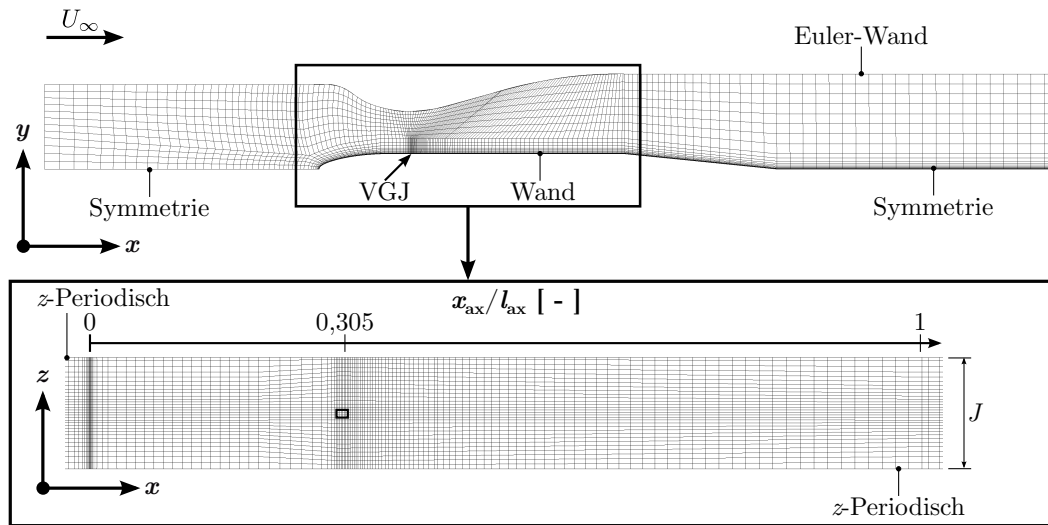 U∞
Euler-Wand
y
VGJ
Wand
Symmetrie
Symmetrie
x
z-Periodisch
x_ax/l_ax [ - ]
0
0,305
1
z
J
x
z-Periodisch